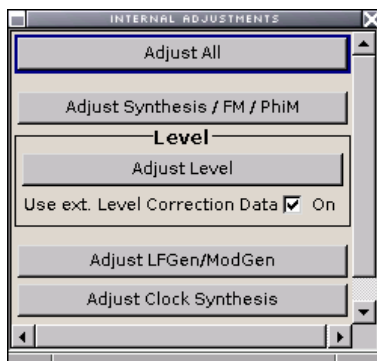 INTERNAL ADJUSTMENTS
Adjust All
Adjust Synthesis / FM / PhiM
Level
Adjust Level
Use ext. Level Correction Data On
Adjust LFGen/ModGen
Adjust Clock Synthesis